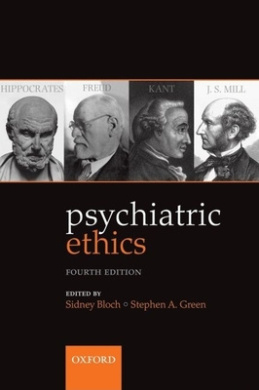 HIPPOCRATES FREUD KANT J. S. MILL
psychiatric
ethics
FOURTH EDITION
EDITED BY
Sidney Bloch ○ Stephen A. Green
OXFORD